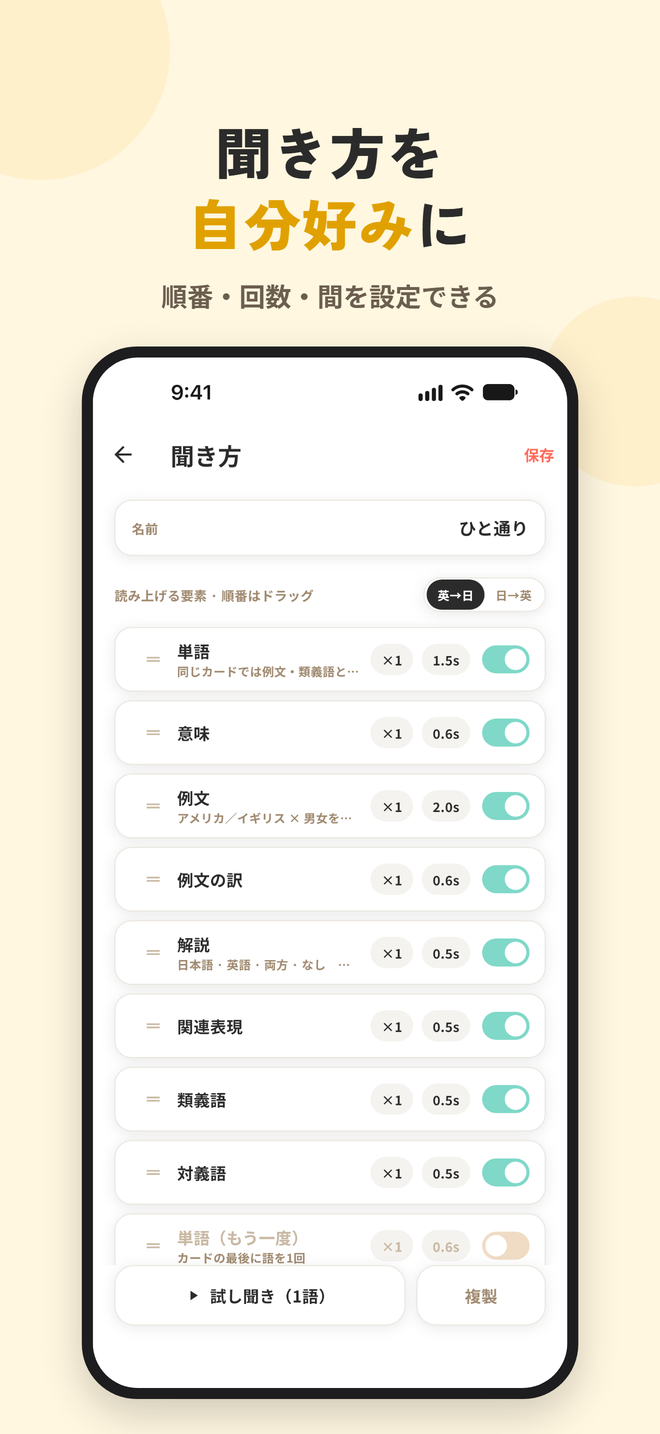 聞き方を
自分好みに
順番・回数・間を設定できる
9:41
聞き方
保存
名前
ひと通り
読み上げる要素・順番はドラッグ
英→日
日→英
単語
同じカードでは例文・類義語と…
×1
1.5s
意味
×1
0.6s
例文
アメリカ／イギリス × 男女を…
×1
2.0s
例文の訳
×1
0.6s
解説
日本語・英語・両方・なし　…
×1
0.5s
関連表現
×1
0.5s
類義語
×1
0.5s
対義語
×1
0.5s
単語（もう一度）
カードの最後に語を1回
×1
0.6s
試し聞き（1語）
複製